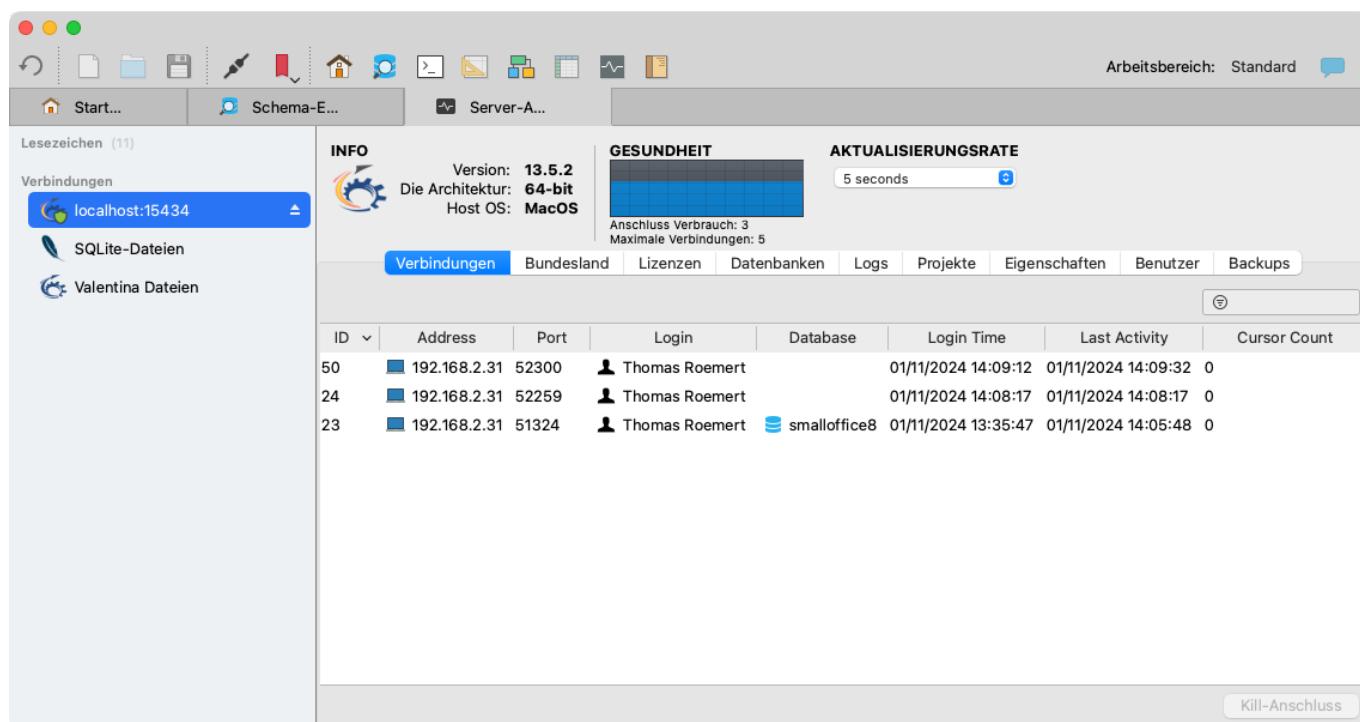 Arbeitsbereich: Standard
Start... Schema-E... Server-A...
Lesezeichen (11)
Verbindungen
localhost:15434
SQLite-Dateien
Valentina Dateien
INFO
Version: 13.5.2
Die Architektur: 64-bit
Host OS: MacOS
GESUNDHEIT
Anschluss Verbrauch: 3
Maximale Verbindungen: 5
AKTUALISIERUNGSRATE
5 seconds
Verbindungen Bundesland Lizenzen Datenbanken Logs Projekte Eigenschaften Benutzer Backups
ID Address Port Login Database Login Time Last Activity Cursor Count
50 192.168.2.31 52300 Thomas Roemert 01/11/2024 14:09:12 01/11/2024 14:09:32 0
24 192.168.2.31 52259 Thomas Roemert 01/11/2024 14:08:17 01/11/2024 14:08:17 0
23 192.168.2.31 51324 Thomas Roemert smalloffice8 01/11/2024 13:35:47 01/11/2024 14:05:48 0
Kill-Anschluss